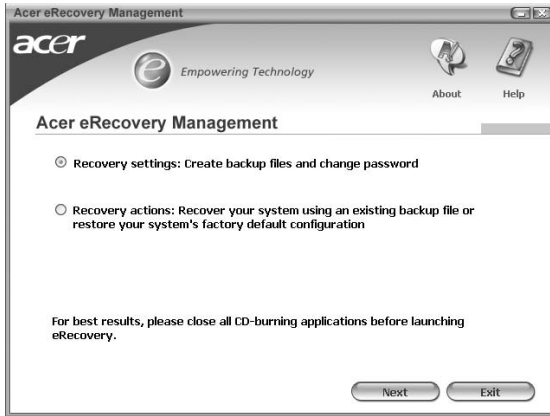 Acer eRecovery Management
acer
e
Empowering Technology
About
Help
Acer eRecovery Management
Recovery settings: Create backup files and change password
Recovery actions: Recover your system using an existing backup file or
restore your system's factory default configuration
For best results, please close all CD-burning applications before launching
eRecovery.
Next
Exit